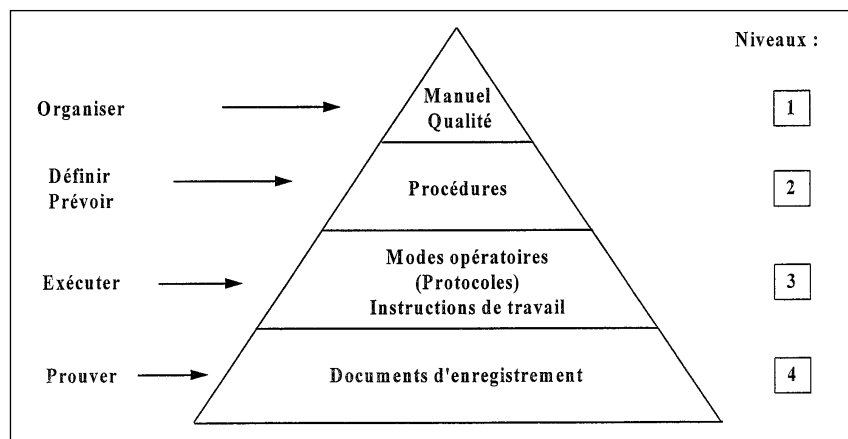 Niveaux :
Organiser
Manuel
Qualité
1
Définir
Prévoir
Procédures
2
Exécuter
Modes opératoires
(Protocoles)
Instructions de travail
3
Prouver
Documents d'enregistrement
4